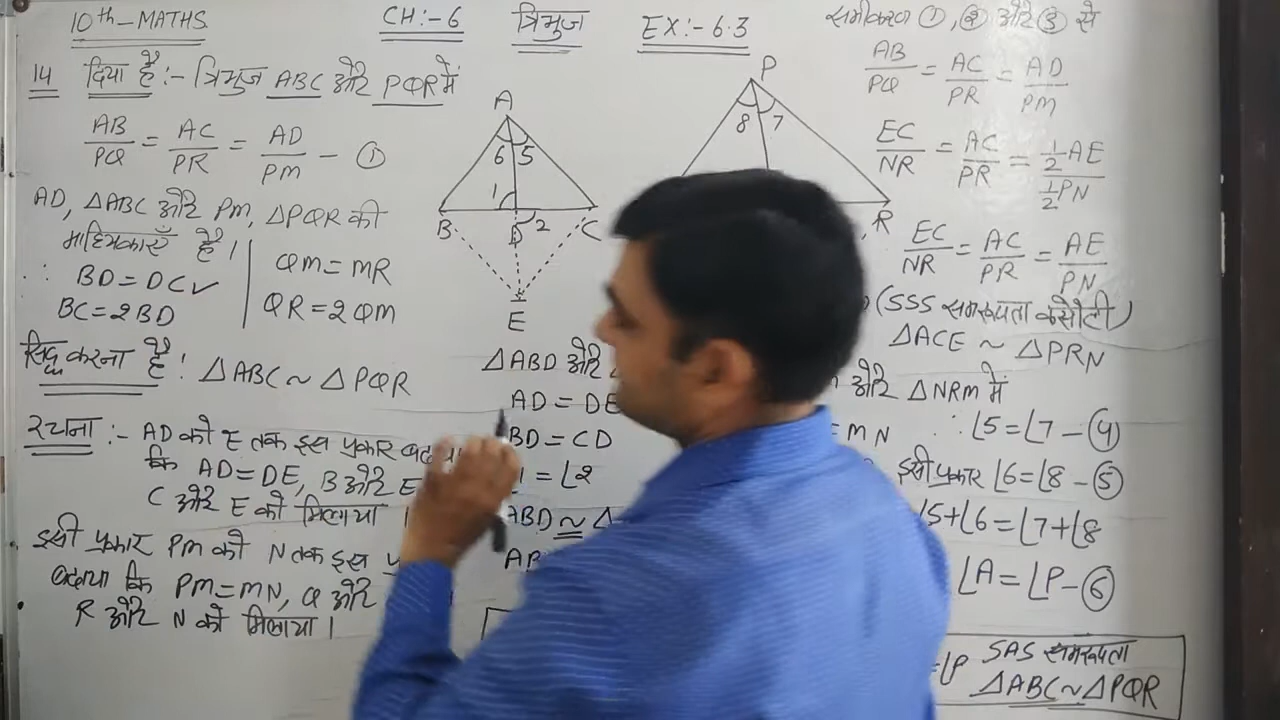 10th-MATHS CH:-6 त्रिभुज EX:-6.3
14 दिया है:- त्रिभुज ABC और PQR में
AB/PQ = AC/PR = AD/PM - ①
AD, ∆ABC और PM, ∆PQR की
माध्यिकाएँ हैं।
∴ BD = DC ✓
BC = 2BD
QM = MR
QR = 2QM
सिद्ध करना है: ∆ABC ~ ∆PQR
रचना:- AD को E तक इस प्रकार
कि AD = DE, B और E
C और E को मिलाया।
इसी प्रकार PM को N तक इस
बढ़ाया कि PM = MN, Q और
R और N को मिलाया।
A
6 5
1
B D 2 C
E
P
8 7
R
∆ABD और
AD = DE
BD = CD
= ∠2
ABD ≅ ∆
AB
समीकरण ①, ② और ③ से
AB/PQ = AC/PR = AD/PM
EC/NR = AC/PR = ½AE/½PN
EC/NR = AC/PR = AE/PN
(SSS समरूपता कसौटी)
∆ACE ~ ∆PRN
और ∆NRM में
= MN
∴ ∠5 = ∠7 - ④
इसी प्रकार ∠6 = ∠8 - ⑤
∠5+∠6 = ∠7+∠8
∠A = ∠P - ⑥
= ∠P SAS समरूपता
∆ABC ~ ∆PQR